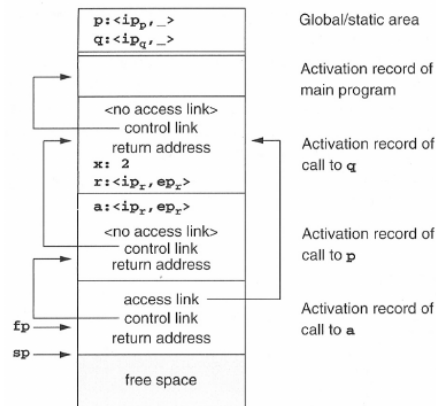 p:<ip_p,_>
q:<ip_q,_>
Global/static area
Activation record of
main program
<no access link>
control link
return address
x: 2
r:<ip_r,ep_r>
Activation record of
call to q
a:<ip_r,ep_r>
<no access link>
control link
return address
Activation record of
call to p
access link
control link
return address
Activation record of
call to a
fp
sp
free space